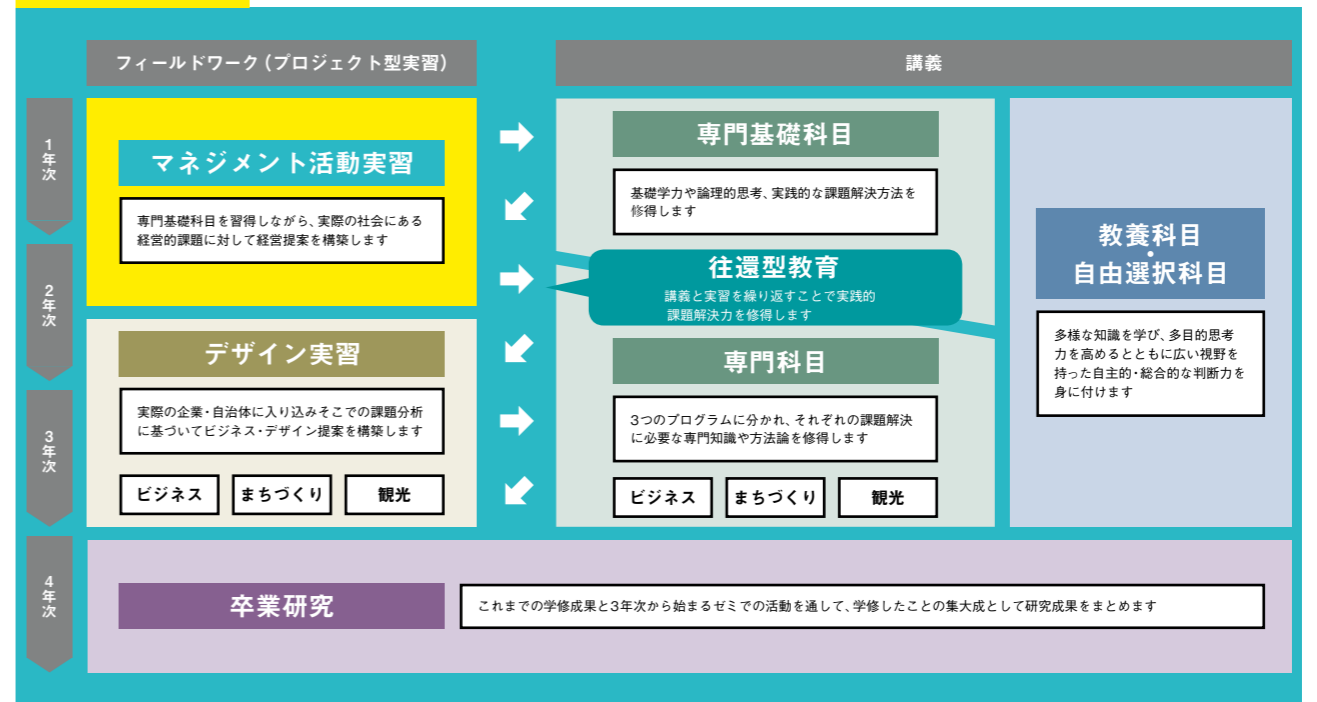 フィールドワーク（プロジェクト型実習）
講義
1年次
マネジメント活動実習
専門基礎科目を習得しながら、実際の社会にある
経営的課題に対して経営提案を構築します
専門基礎科目
基礎学力や論理的思考、実践的な課題解決方法を
修得します
往還型教育
講義と実習を繰り返すことで実践的
課題解決力を修得します
教養科目
・
自由選択科目
多様な知識を学び、多目的思考
力を高めるとともに広い視野を
持った自主的・総合的な判断力を
身に付けます
2年次
デザイン実習
実際の企業・自治体に入り込みそこでの課題分析
に基づいてビジネス・デザイン提案を構築します
ビジネス
まちづくり
観光
専門科目
3つのプログラムに分かれ、それぞれの課題解決
に必要な専門知識や方法論を修得します
ビジネス
まちづくり
観光
3年次
4年次
卒業研究
これまでの学修成果と3年次から始まるゼミでの活動を通して、学修したことの集大成として研究成果をまとめます